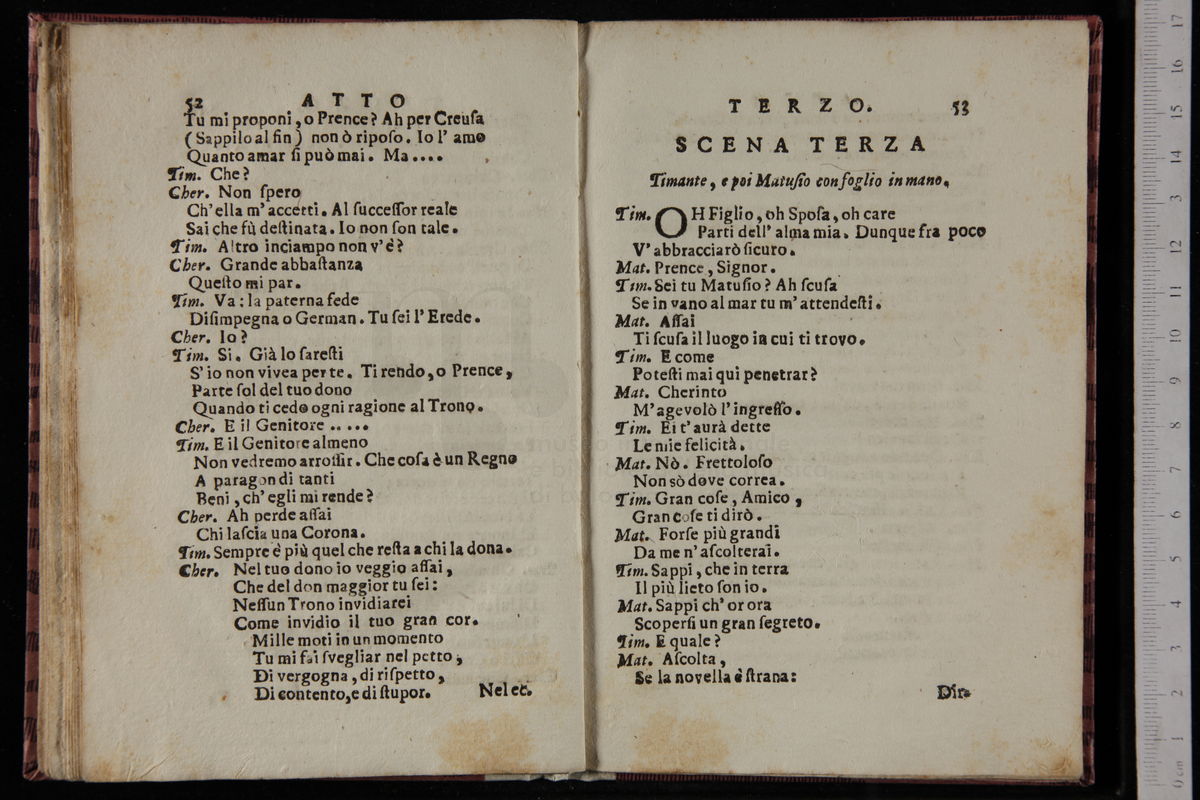 52 ATTO
Tu mi proponi, o Prence? Ah per Creuſa
(Sappilo al fin) non ò ripoſo. Io l' amo
Quanto amar ſi può mai. Ma....
Tim. Che?
Cher. Non ſpero
Ch' ella m' accetti. Al ſucceſſor reale
Sai che fù deſtinata. Io non ſon tale.
Tim. Altro inciampo non v' è?
Cher. Grande abbaſtanza
Queſto mi par.
Tim. Va: la paterna fede
Diſimpegna o German. Tu ſei l' Erede.
Cher. Io?
Tim. Si. Già lo ſareſti
S' io non vivea per te. Ti rendo, o Prence,
Parte ſol del tuo dono
Quando ti cedo ogni ragione al Trono.
Cher. E il Genitore .....
Tim. E il Genitore almeno
Non vedremo arroſſir. Che coſa è un Regno
A paragon di tanti
Beni, ch' egli mi rende?
Cher. Ah perde aſſai
Chi laſcia una Corona.
Tim. Sempre è più quel che reſta a chi la dona.
Cher. Nel tuo dono io veggio aſſai,
Che del don maggior tu ſei:
Neſſun Trono invidiarei
Come invidio il tuo gran cor.
Mille moti in un momento
Tu mi fai ſvegliar nel petto,
Di vergogna, di riſpetto,
Di contento, e di ſtupor. Nel ec.
TERZO. 53
SCENA TERZA
Timante, e poi Matuſio con foglio in mano.
Tim. OH Figlio, oh Spoſa, oh care
Parti dell' alma mia. Dunque fra poco
V' abbracciarò ſicuro.
Mat. Prence, Signor.
Tim. Sei tu Matuſio? Ah ſcuſa
Se in vano al mar tu m' attendeſti.
Mat. Aſſai
Ti ſcuſa il luogo in cui ti trovo.
Tim. E come
Poteſti mai qui penetrar?
Mat. Cherinto
M' agevolò l' ingreſſo.
Tim. Ei t' aurà dette
Le mie felicità.
Mat. Nò. Frettoloſo
Non sò dove correa.
Tim. Gran coſe, Amico,
Gran coſe ti dirò.
Mat. Forſe più grandi
Da me n' aſcolterai.
Tim. Sappi, che in terra
Il più lieto ſon io.
Mat. Sappi ch' or ora
Scoperſi un gran ſegreto.
Tim. E quale?
Mat. Aſcolta,
Se la novella è ſtrana:
Dir-